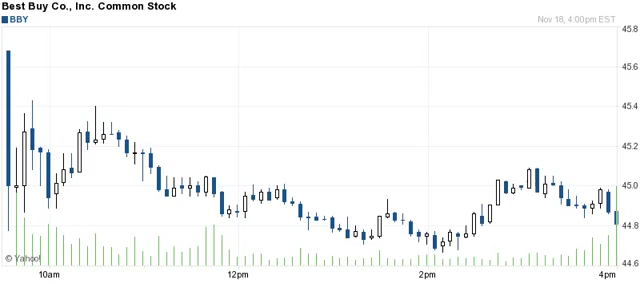 Best Buy Co., Inc. Common Stock
BBY
Nov 18, 4:00pm EST
45.8
45.6
45.4
45.2
45.0
44.8
44.6
© Yahoo!
10am
12pm
2pm
4pm